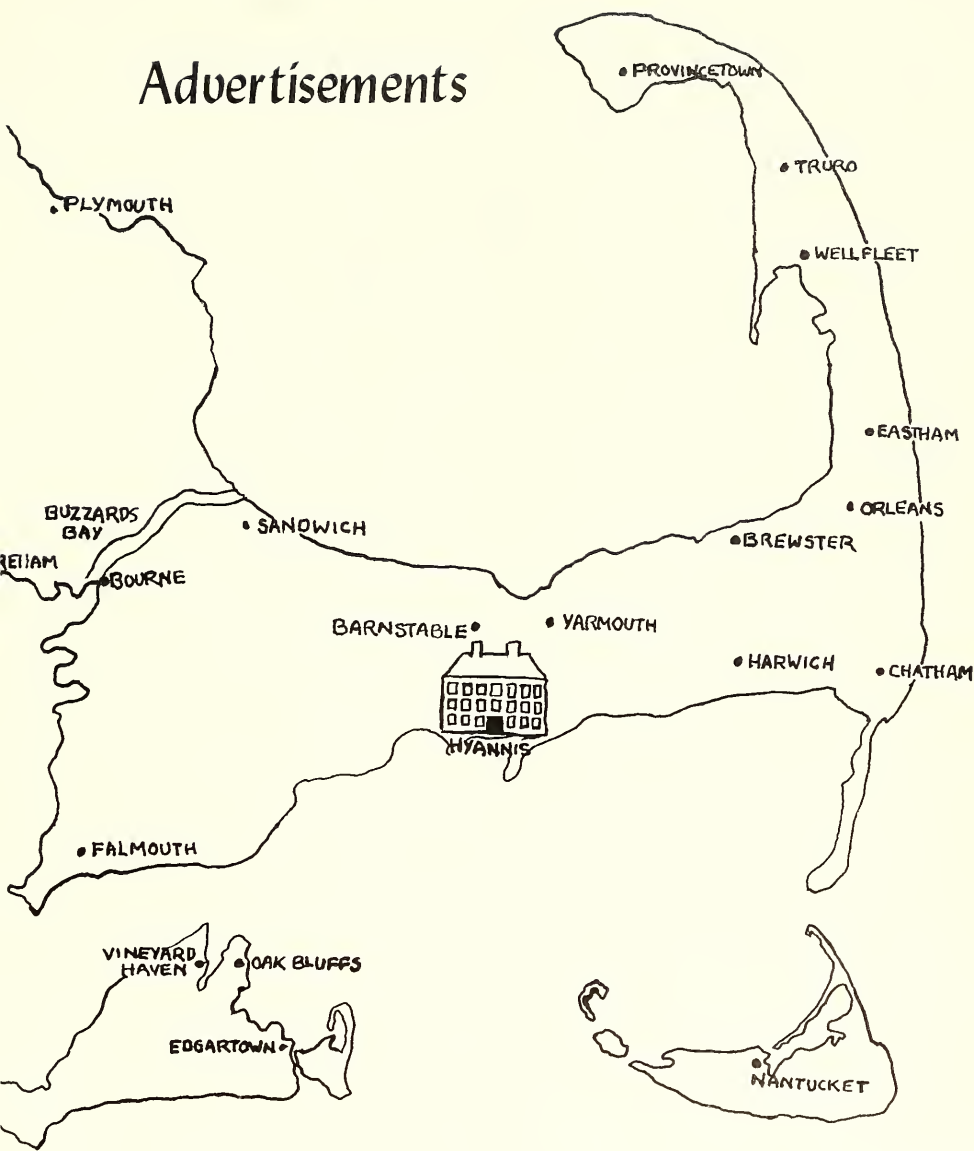 Advertisements
PROVINCETOWN
TRURO
PLYMOUTH
WELLFLEET
EASTHAM
ORLEANS
BUZZARDS
BAY
SANDWICH
BREWSTER
REHAM
BOURNE
BARNSTABLE
YARMOUTH
HARWICH
CHATHAM
HYANNIS
FALMOUTH
VINEYARD
HAVEN
OAK BLUFFS
EDGARTOWN
NANTUCKET